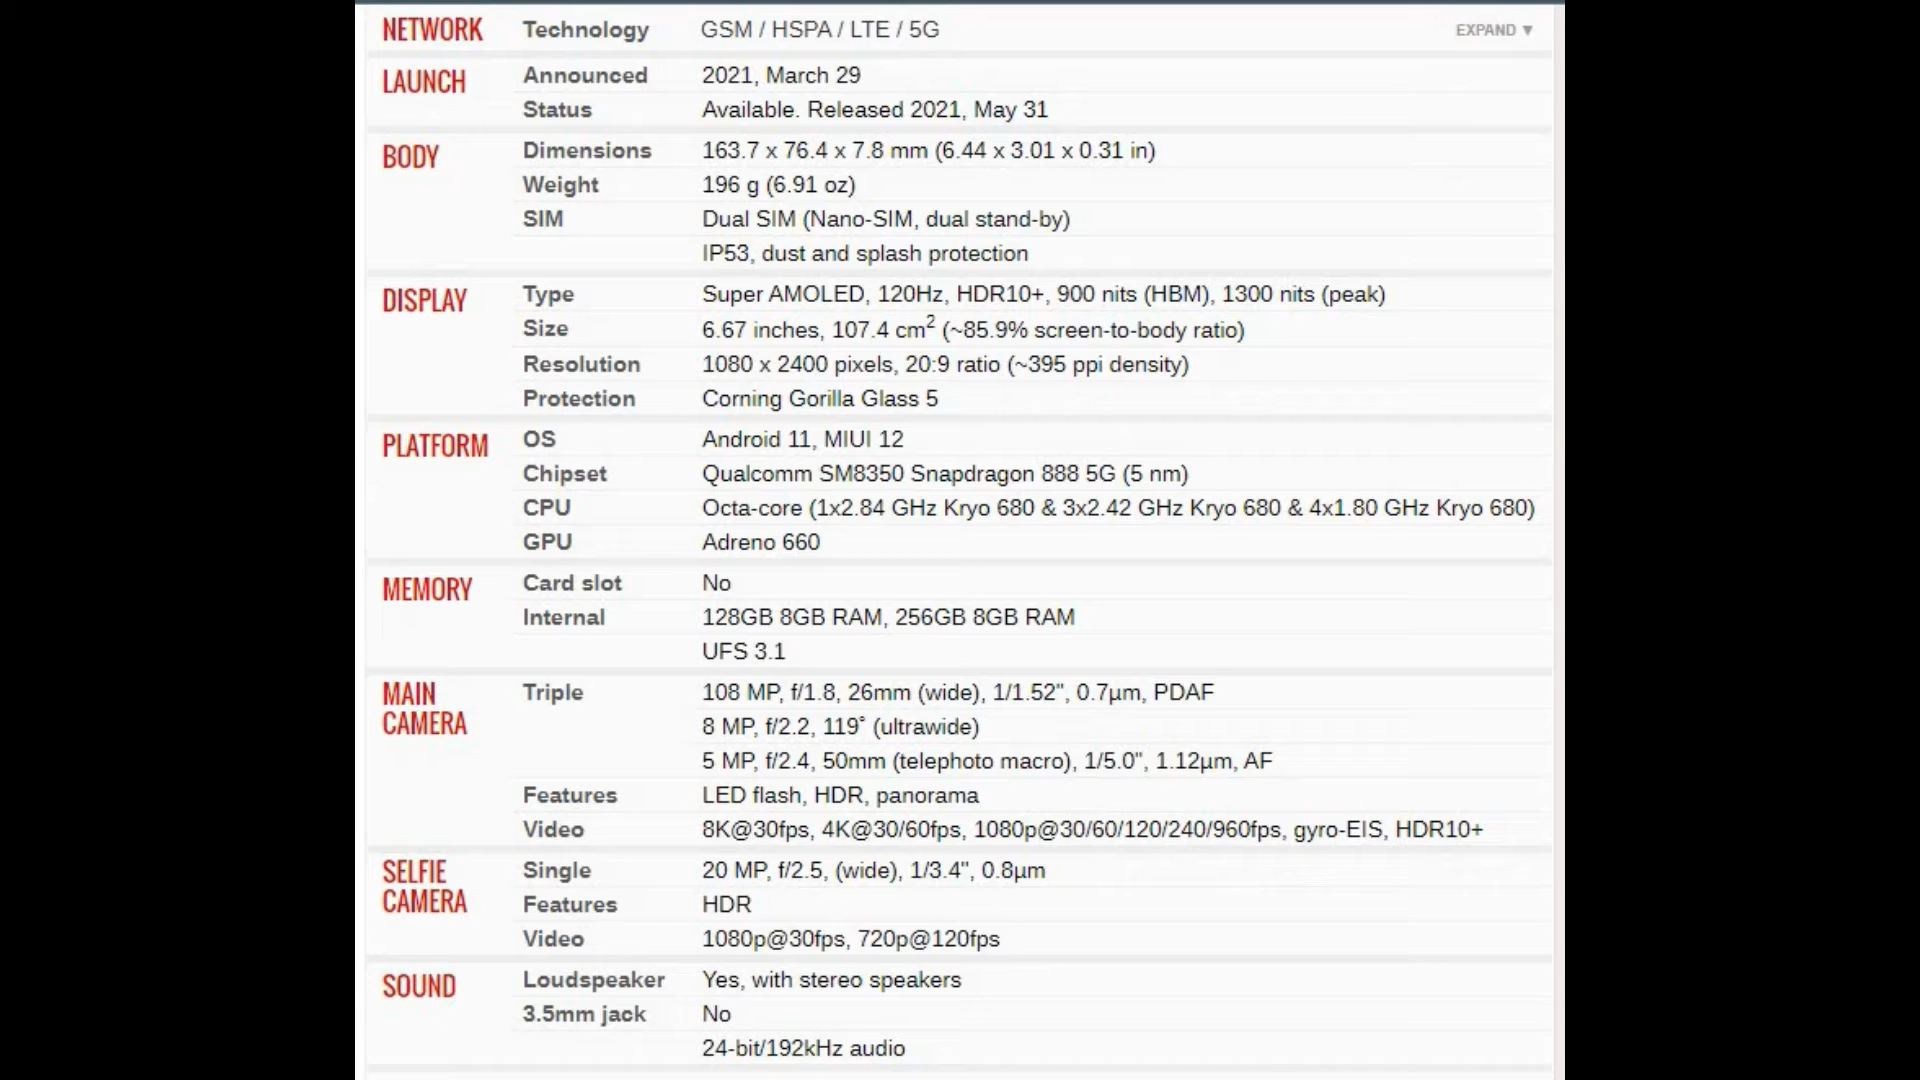 NETWORK Technology GSM / HSPA / LTE / 5G EXPAND ▼
LAUNCH Announced 2021, March 29
Status Available. Released 2021, May 31
BODY Dimensions 163.7 x 76.4 x 7.8 mm (6.44 x 3.01 x 0.31 in)
Weight 196 g (6.91 oz)
SIM Dual SIM (Nano-SIM, dual stand-by)
IP53, dust and splash protection
DISPLAY Type Super AMOLED, 120Hz, HDR10+, 900 nits (HBM), 1300 nits (peak)
Size 6.67 inches, 107.4 cm² (~85.9% screen-to-body ratio)
Resolution 1080 x 2400 pixels, 20:9 ratio (~395 ppi density)
Protection Corning Gorilla Glass 5
PLATFORM OS Android 11, MIUI 12
Chipset Qualcomm SM8350 Snapdragon 888 5G (5 nm)
CPU Octa-core (1x2.84 GHz Kryo 680 & 3x2.42 GHz Kryo 680 & 4x1.80 GHz Kryo 680)
GPU Adreno 660
MEMORY Card slot No
Internal 128GB 8GB RAM, 256GB 8GB RAM
UFS 3.1
MAIN CAMERA Triple 108 MP, f/1.8, 26mm (wide), 1/1.52", 0.7µm, PDAF
8 MP, f/2.2, 119˚ (ultrawide)
5 MP, f/2.4, 50mm (telephoto macro), 1/5.0", 1.12µm, AF
Features LED flash, HDR, panorama
Video 8K@30fps, 4K@30/60fps, 1080p@30/60/120/240/960fps, gyro-EIS, HDR10+
SELFIE CAMERA Single 20 MP, f/2.5, (wide), 1/3.4", 0.8µm
Features HDR
Video 1080p@30fps, 720p@120fps
SOUND Loudspeaker Yes, with stereo speakers
3.5mm jack No
24-bit/192kHz audio